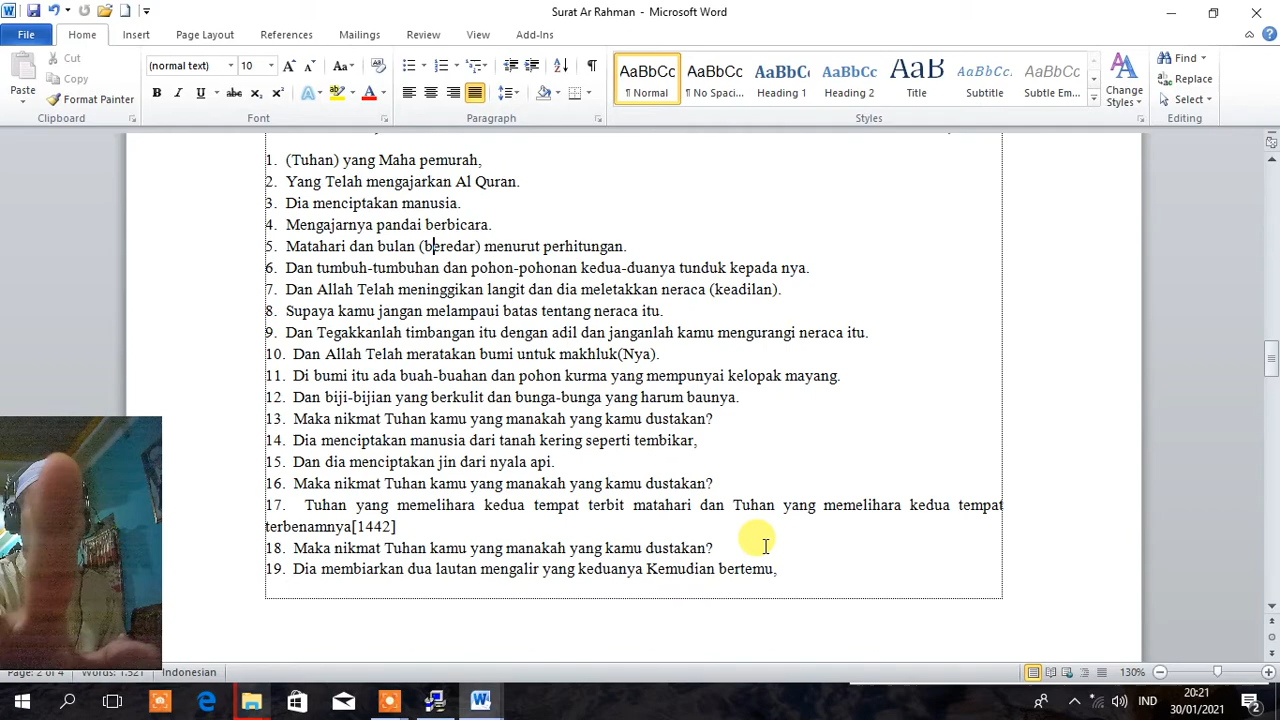 Surat Ar Rahman - Microsoft Word
File Home Insert Page Layout References Mailings Review View Add-Ins
Paste Cut Copy Format Painter Clipboard
(normal text) 10 Font
Paragraph
AaBbCc AaBbCc AaBbCc AaBbCc AaB AaBbCc. AaBbCc.
¶ Normal ¶ No Spaci... Heading 1 Heading 2 Title Subtitle Subtle Em...
Change Styles Styles
Find Replace Select Editing
1. (Tuhan) yang Maha pemurah,
2. Yang Telah mengajarkan Al Quran.
3. Dia menciptakan manusia.
4. Mengajarnya pandai berbicara.
5. Matahari dan bulan (beredar) menurut perhitungan.
6. Dan tumbuh-tumbuhan dan pohon-pohonan kedua-duanya tunduk kepada nya.
7. Dan Allah Telah meninggikan langit dan dia meletakkan neraca (keadilan).
8. Supaya kamu jangan melampaui batas tentang neraca itu.
9. Dan Tegakkanlah timbangan itu dengan adil dan janganlah kamu mengurangi neraca itu.
10. Dan Allah Telah meratakan bumi untuk makhluk(Nya).
11. Di bumi itu ada buah-buahan dan pohon kurma yang mempunyai kelopak mayang.
12. Dan biji-bijian yang berkulit dan bunga-bunga yang harum baunya.
13. Maka nikmat Tuhan kamu yang manakah yang kamu dustakan?
14. Dia menciptakan manusia dari tanah kering seperti tembikar,
15. Dan dia menciptakan jin dari nyala api.
16. Maka nikmat Tuhan kamu yang manakah yang kamu dustakan?
17. Tuhan yang memelihara kedua tempat terbit matahari dan Tuhan yang memelihara kedua tempat
terbenamnya[1442]
18. Maka nikmat Tuhan kamu yang manakah yang kamu dustakan?
19. Dia membiarkan dua lautan mengalir yang keduanya Kemudian bertemu,
Page: 2 of 4 Words: 1.521 Indonesian 130%
IND 20:21
30/01/2021 2